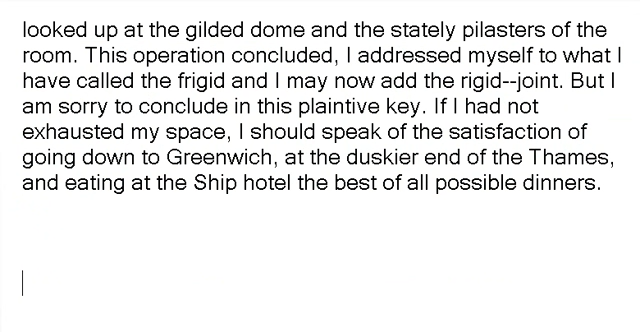 looked up at the gilded dome and the stately pilasters of the
room. This operation concluded, I addressed myself to what I
have called the frigid and I may now add the rigid--joint. But I
am sorry to conclude in this plaintive key. If I had not
exhausted my space, I should speak of the satisfaction of
going down to Greenwich, at the duskier end of the Thames,
and eating at the Ship hotel the best of all possible dinners.